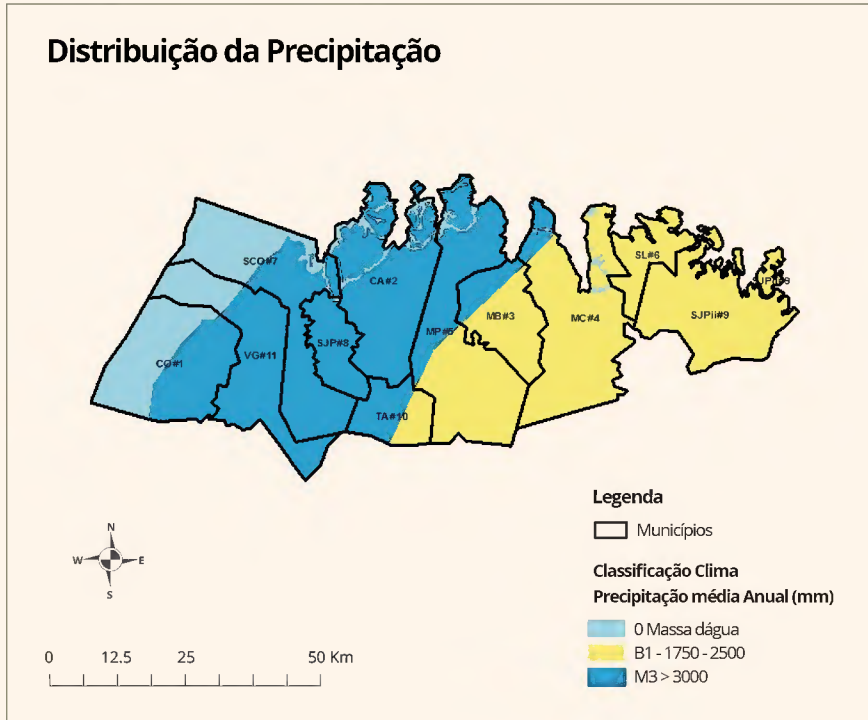 Distribuição da Precipitação
SCO#7
CA#2
SL#6
CO#1
VG#11
SJP#8
MP#5
MB#3
MC#4
SJPii#9
TA#10
Legenda
Municípios
Classificação Clima
Precipitação média Anual (mm)
0 Massa dágua
B1 - 1750 - 2500
M3 > 3000
N
W
E
S
0 12.5 25 50 Km